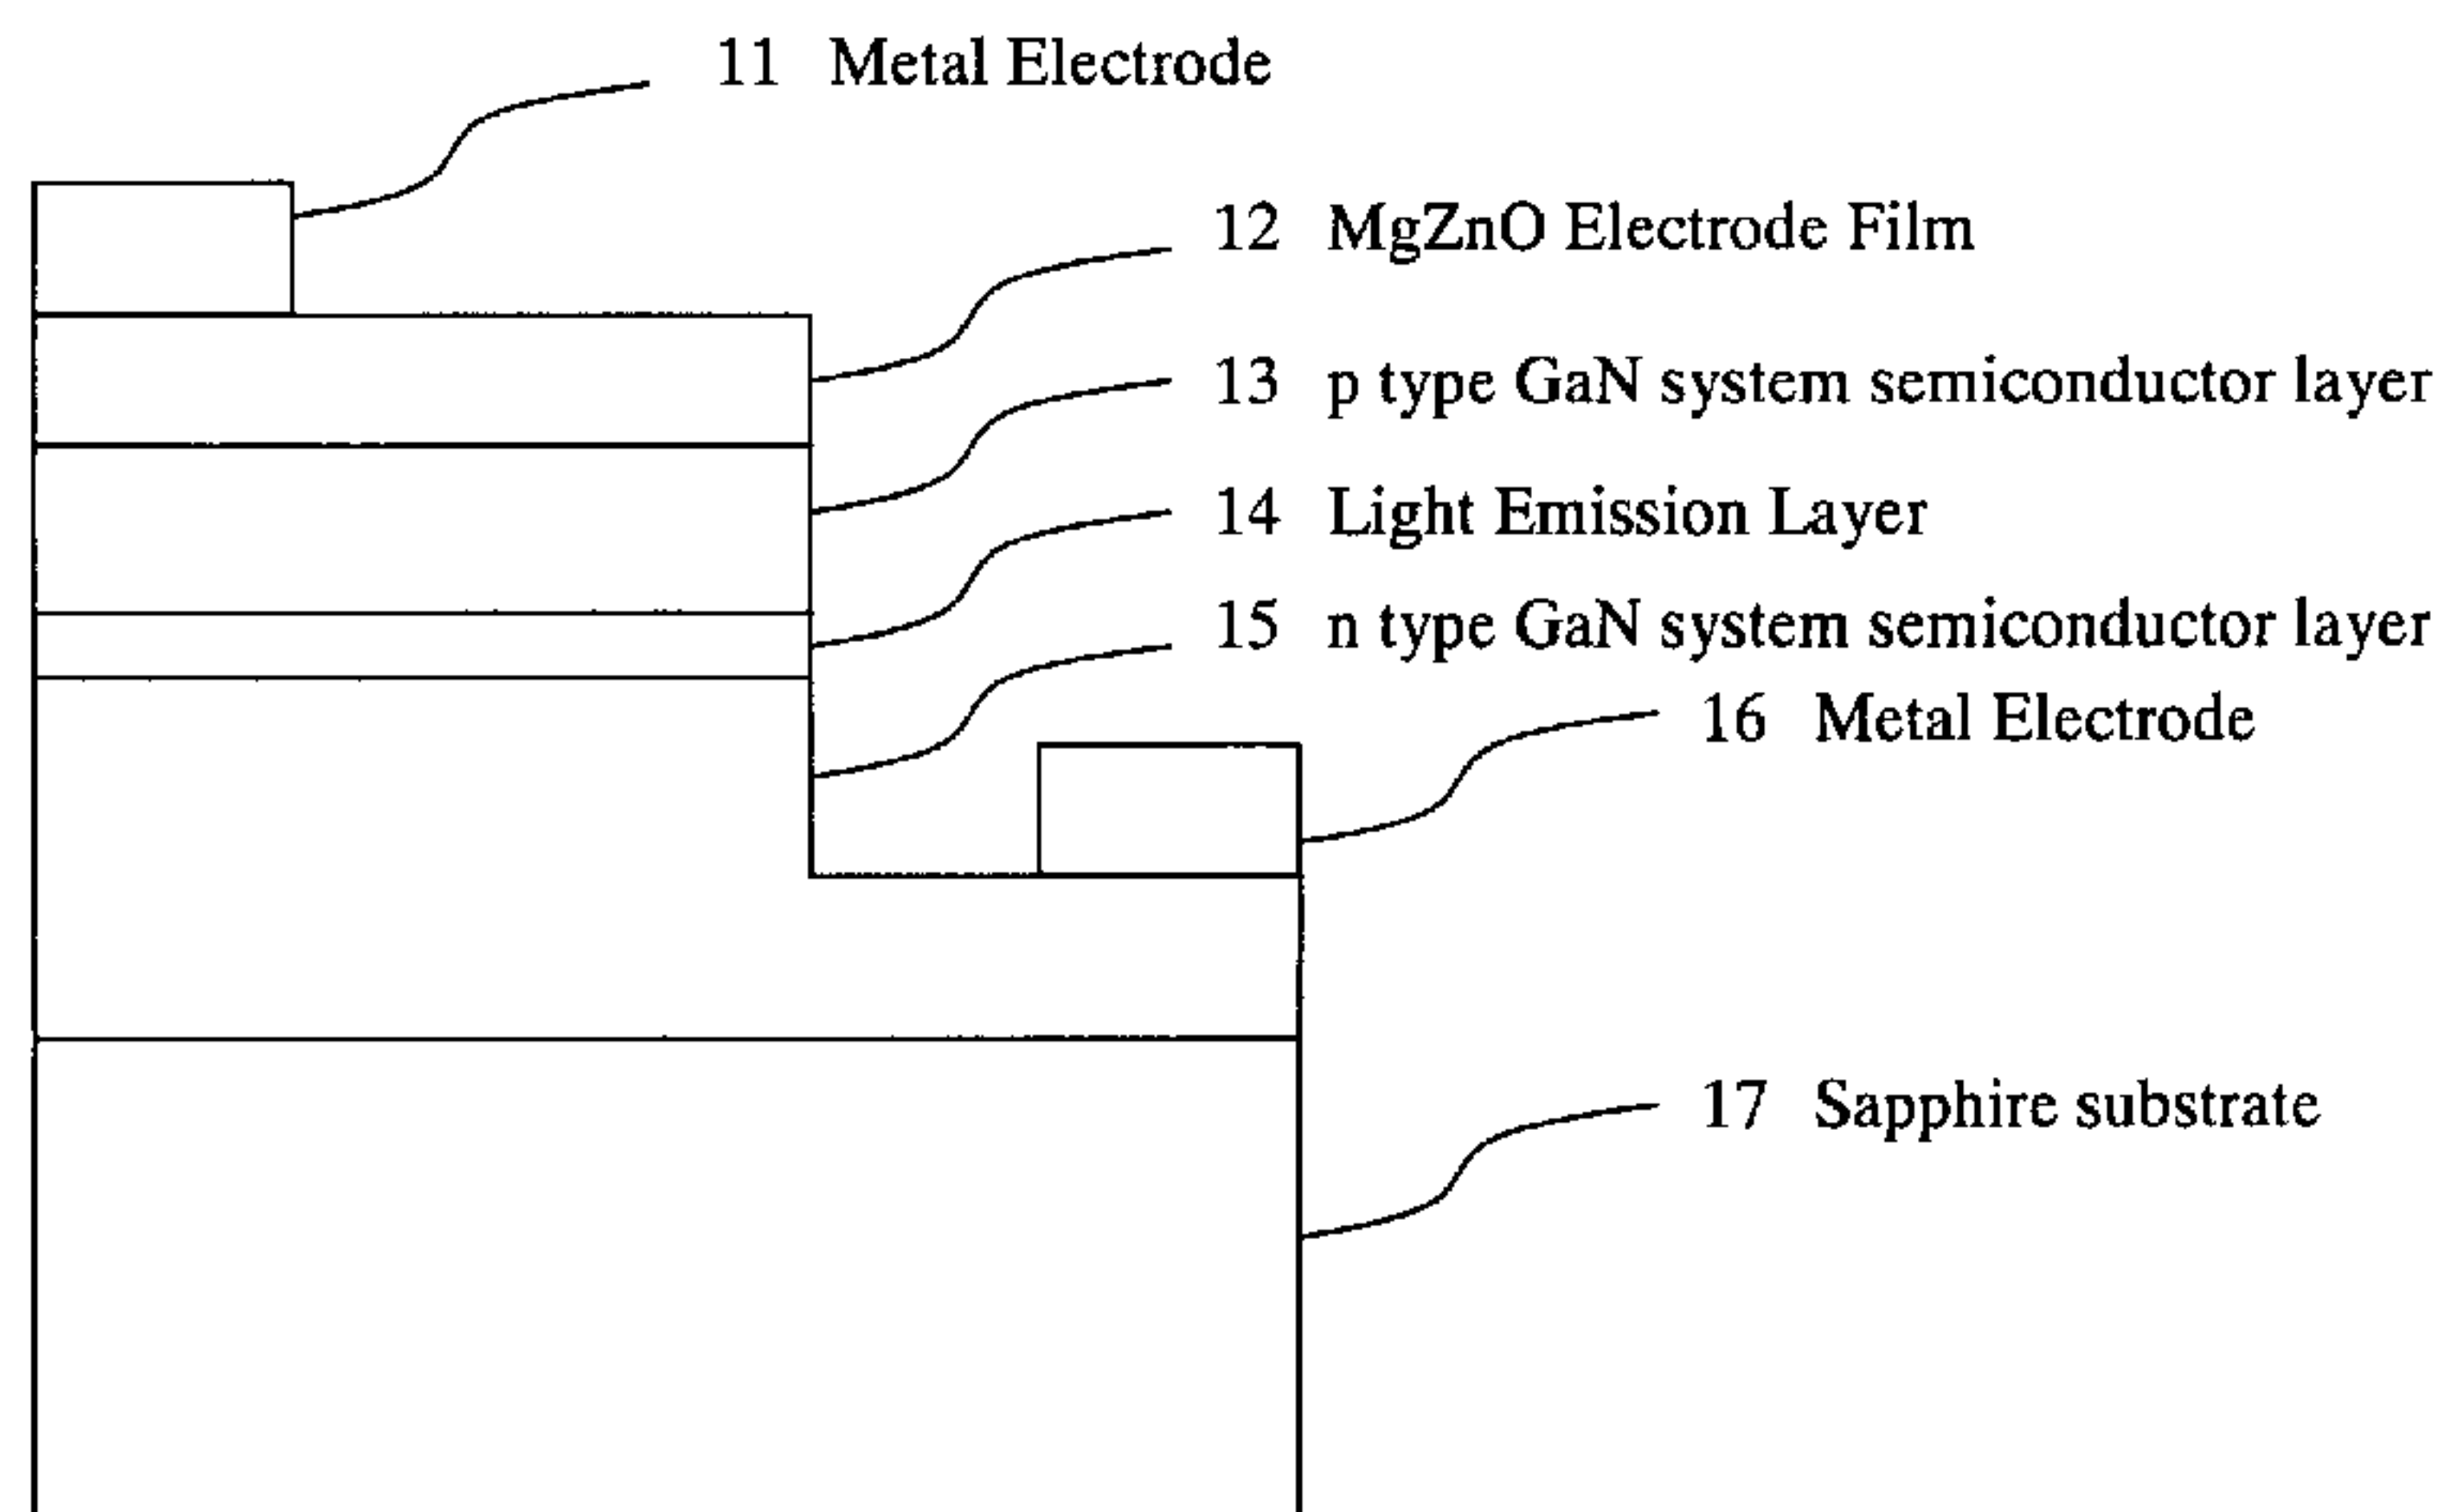 11 Metal Electrode
12 MgZnO Electrode Film
13 p type GaN system semiconductor layer
14 Light Emission Layer
15 n type GaN system semiconductor layer
16 Metal Electrode
17 Sapphire substrate